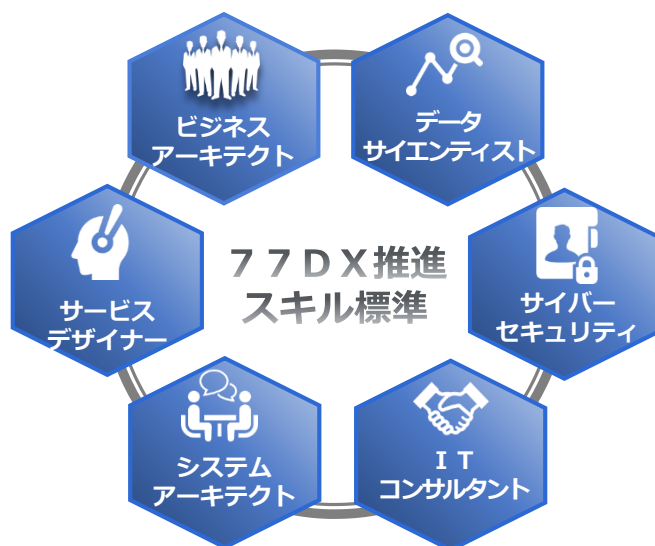 ビジネス
アーキテクト
データ
サイエンティスト
サービス
デザイナー
７７ＤＸ推進
スキル標準
サイバー
セキュリティ
システム
アーキテクト
ＩＴ
コンサルタント